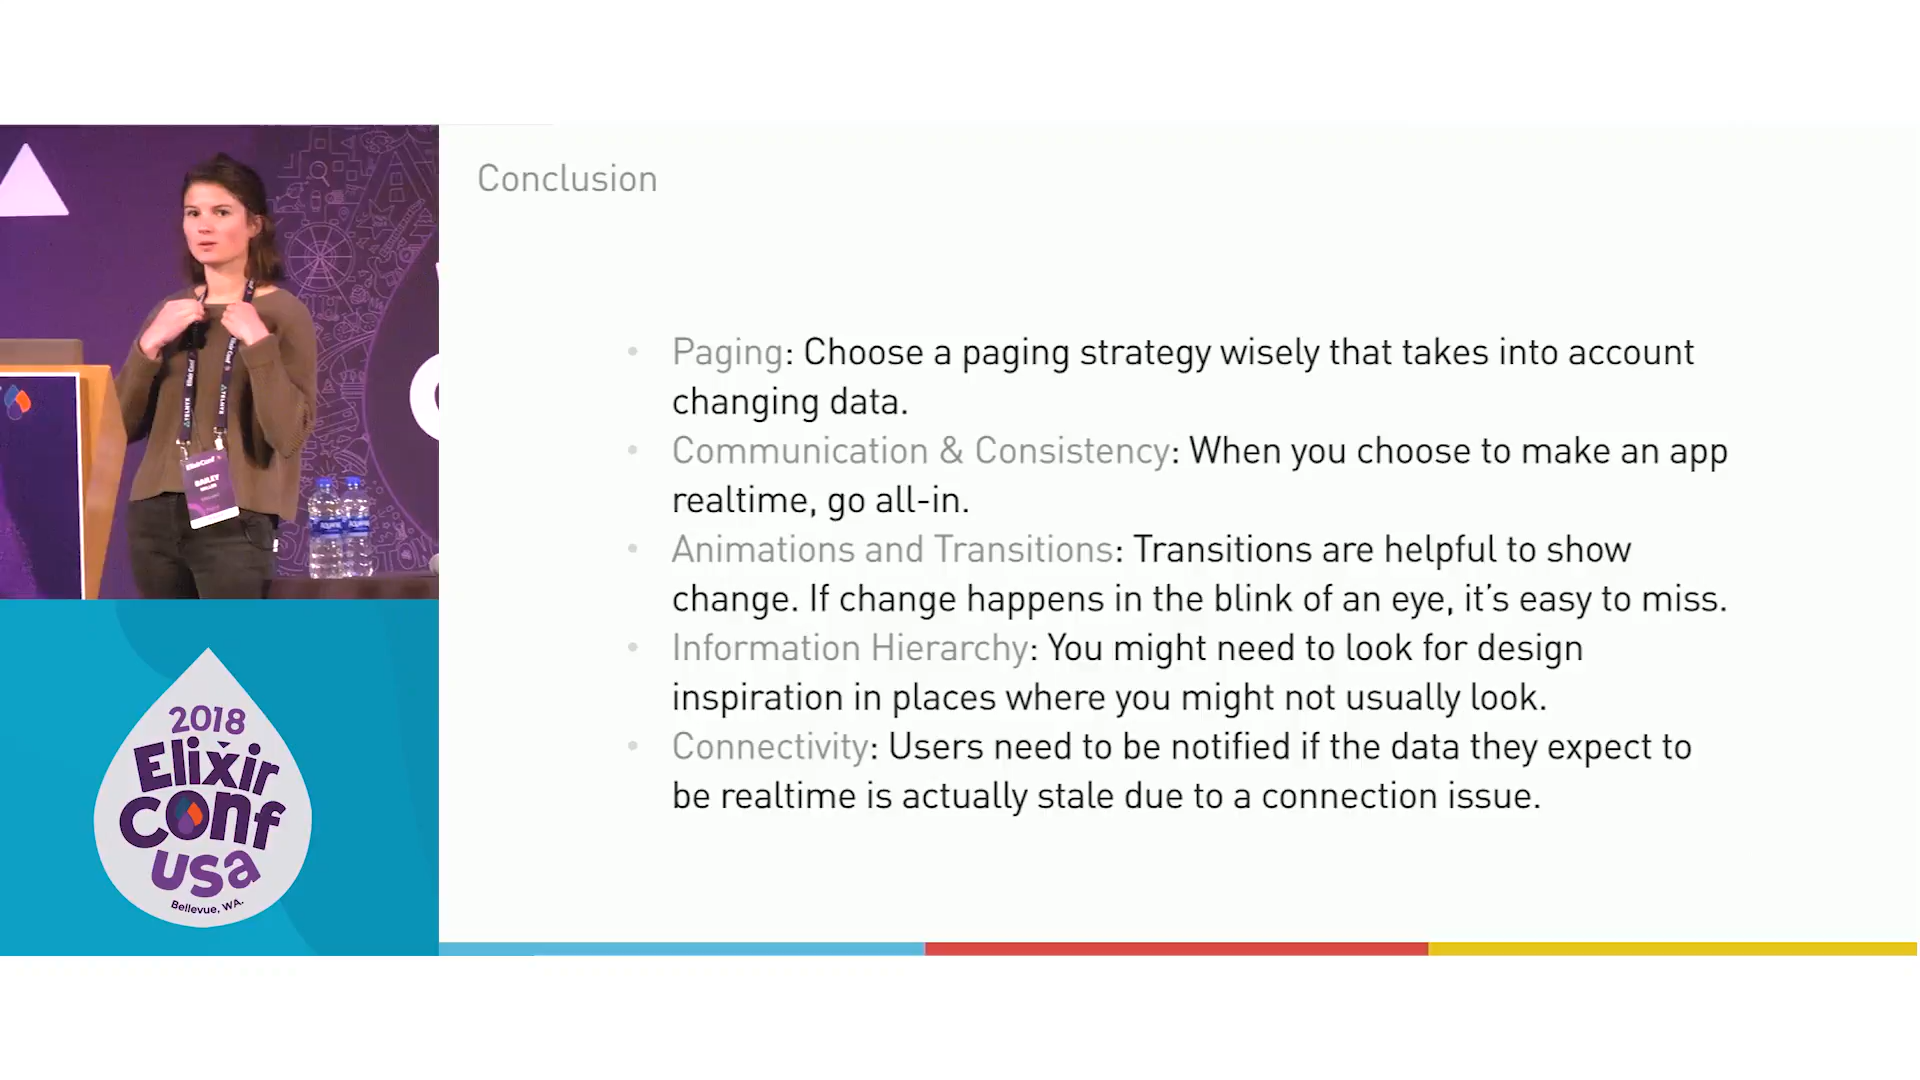 Conclusion
• Paging: Choose a paging strategy wisely that takes into account
changing data.
• Communication & Consistency: When you choose to make an app
realtime, go all-in.
• Animations and Transitions: Transitions are helpful to show
change. If change happens in the blink of an eye, it’s easy to miss.
• Information Hierarchy: You might need to look for design
inspiration in places where you might not usually look.
• Connectivity: Users need to be notified if the data they expect to
be realtime is actually stale due to a connection issue.
TELNYX
TELNYX
ElixirConf
BAILEY
2018
Elixir
conf
usa
Bellevue, WA.